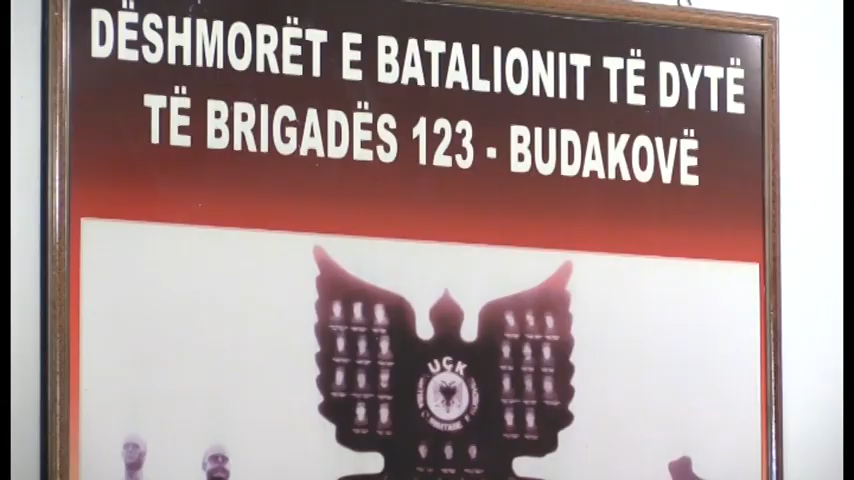 DËSHMORËT E BATALIONIT TË DYTË
TË BRIGADËS 123 - BUDAKOVË
UÇK